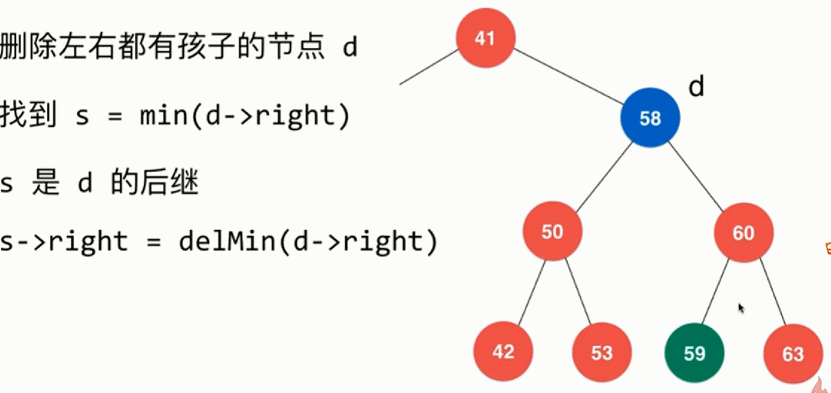 删除左右都有孩子的节点 d
找到 s = min(d->right)
s 是 d 的后继
s->right = delMin(d->right)
41
d
58
50
60
42
53
59
63